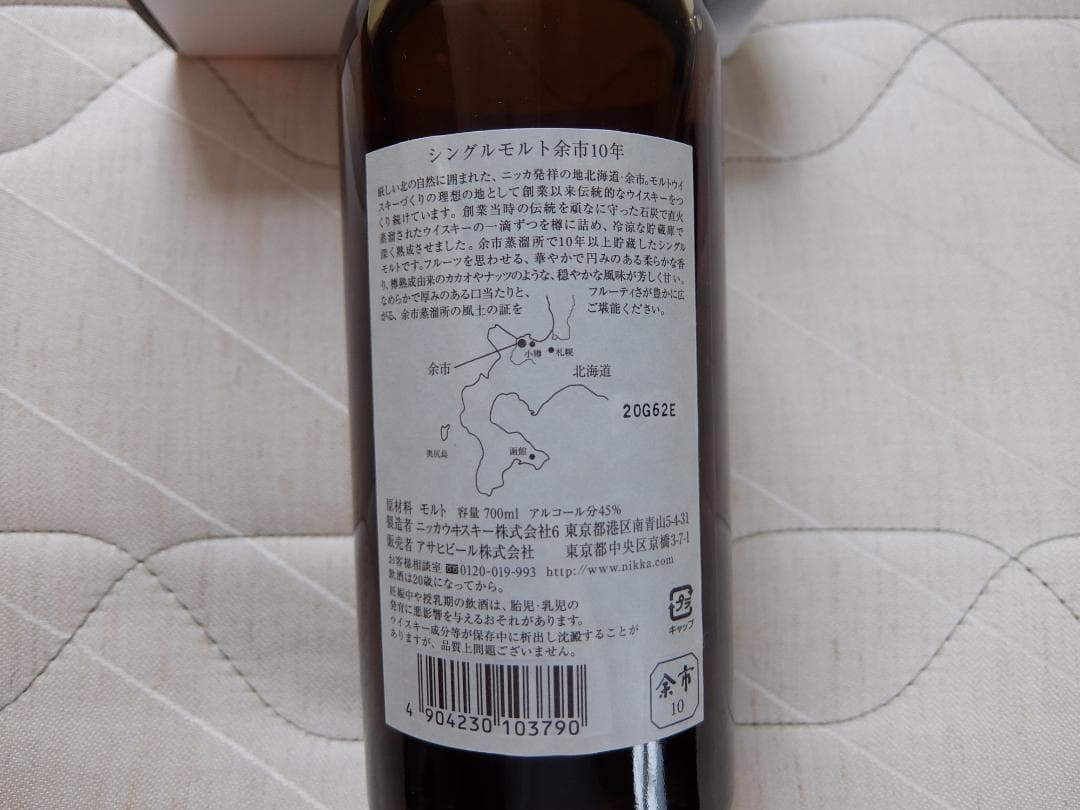 シングルモルト余市10年
厳しい北の自然に囲まれた、ニッカ発祥の地北海道・余市。モルトウイ
スキーづくりの理想の地として創業以来伝統的なウイスキーをつ
くり続けています。創業当時の伝統を頑なに守った石炭で直火
蒸溜されたウイスキーの一滴ずつを樽に詰め、冷涼な貯蔵庫で
深く熟成させました。余市蒸溜所で10年以上貯蔵したシングル
モルトです。フルーツを思わせる、華やかで円みのある柔らかな香
り、樽熟成由来のカカオやナッツのような、穏やかな風味が芳しく甘い。
なめらかで厚みのある口当たりと、フルーティさが豊かに広
がる、余市蒸溜所の風土の証をご堪能ください。
小樽
札幌
余市
北海道
20G62E
奥尻島
函館
原材料 モルト 容量 700ml アルコール分45%
製造者 ニッカウヰスキー株式会社6 東京都港区南青山5-4-31
販売者 アサヒビール株式会社 東京都中央区京橋3-7-1
お客様相談室 0120-019-993 http://www.nikka.com
飲酒は20歳になってから。
妊娠中や授乳期の飲酒は、胎児・乳児の
発育に悪影響を与えるおそれがあります。
ウイスキー成分等が保存中に析出し沈澱することが
ありますが、品質上問題ございません。
プラ
キャップ
余市
10
4 904230 103790